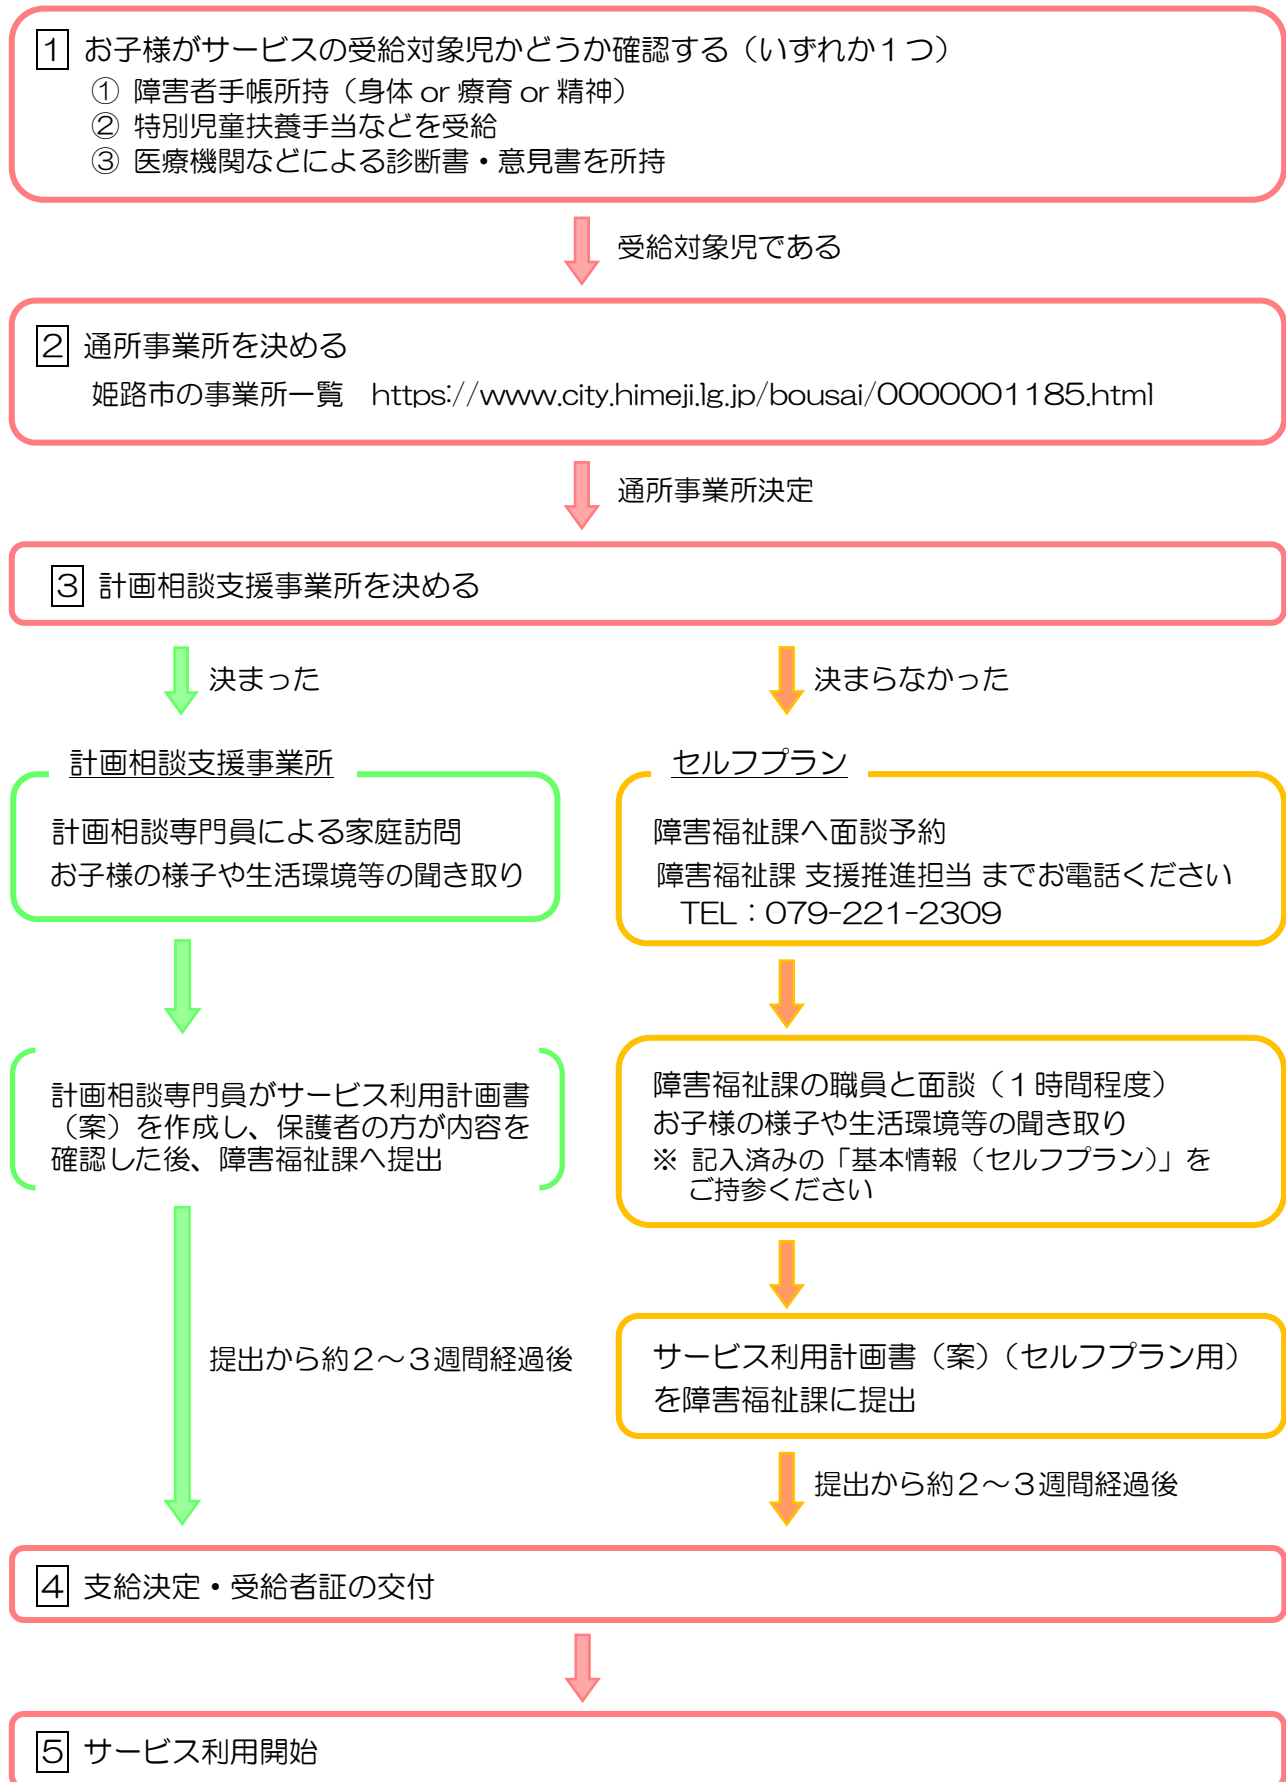 1 お子様がサービスの受給対象児かどうか確認する（いずれか１つ）
① 障害者手帳所持（身体 or 療育 or 精神）
② 特別児童扶養手当などを受給
③ 医療機関などによる診断書・意見書を所持
受給対象児である
2 通所事業所を決める
姫路市の事業所一覧　https://www.city.himeji.lg.jp/bousai/0000001185.html
通所事業所決定
3 計画相談支援事業所を決める
決まった
計画相談支援事業所
計画相談専門員による家庭訪問
お子様の様子や生活環境等の聞き取り
計画相談専門員がサービス利用計画書
（案）を作成し、保護者の方が内容を
確認した後、障害福祉課へ提出
提出から約２～３週間経過後
決まらなかった
セルフプラン
障害福祉課へ面談予約
障害福祉課 支援推進担当 までお電話ください
TEL：079-221-2309
障害福祉課の職員と面談（１時間程度）
お子様の様子や生活環境等の聞き取り
※ 記入済みの「基本情報（セルフプラン）」を
ご持参ください
サービス利用計画書（案）（セルフプラン用）
を障害福祉課に提出
提出から約２～３週間経過後
4 支給決定・受給者証の交付
5 サービス利用開始